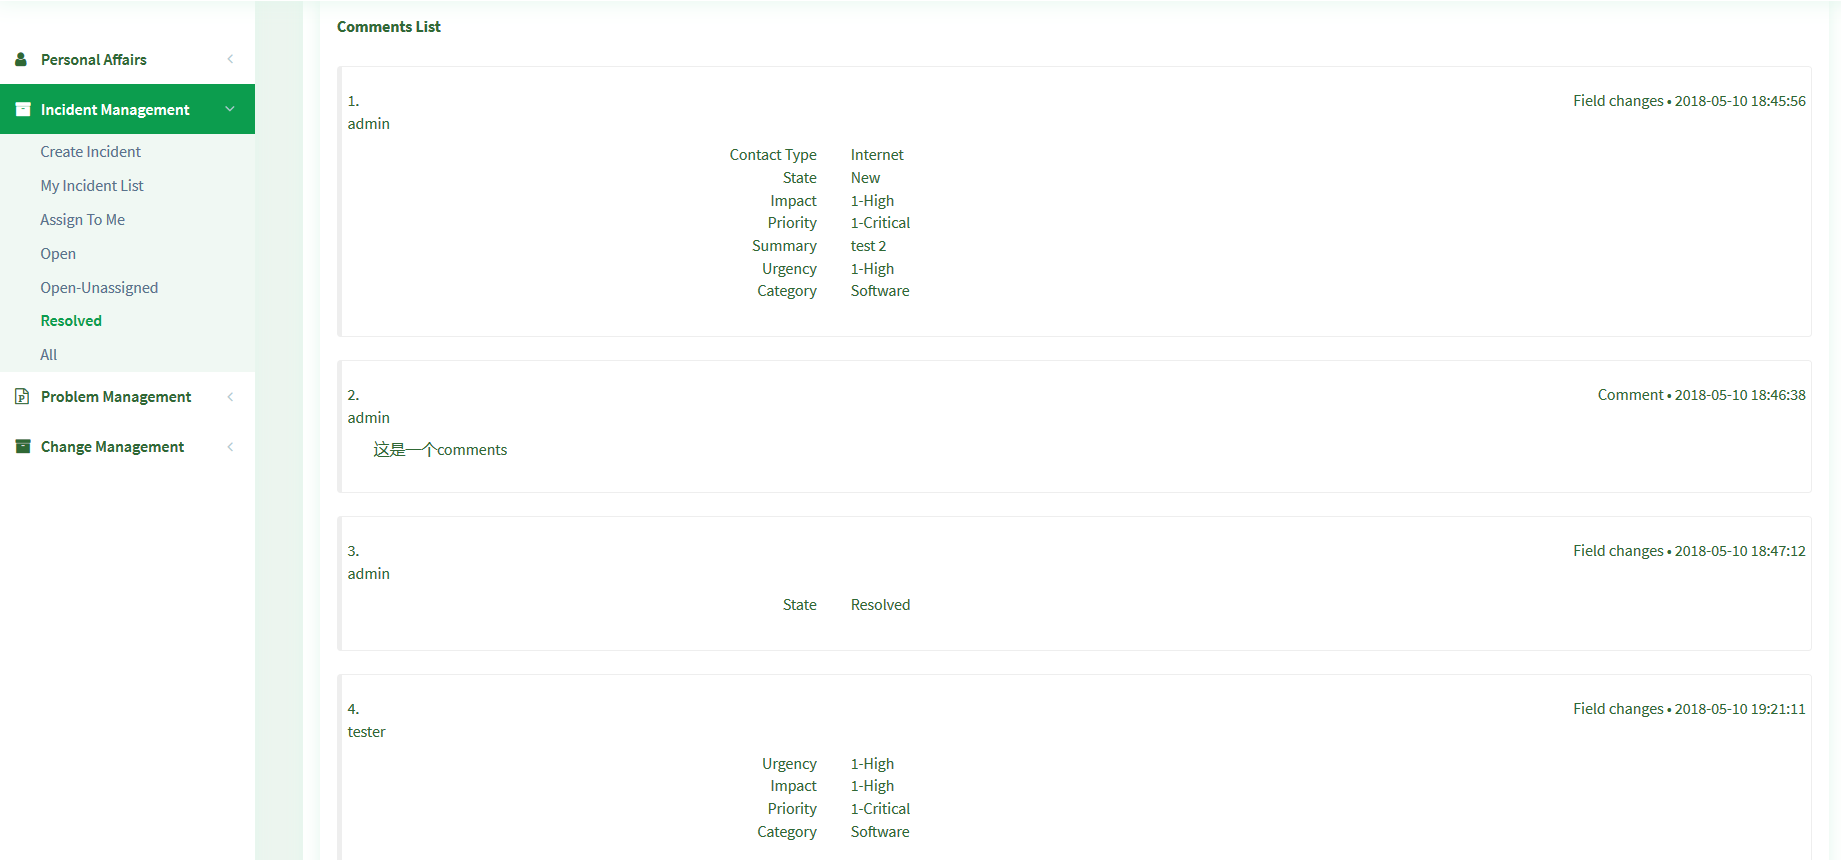 Personal Affairs
Incident Management
Create Incident
My Incident List
Assign To Me
Open
Open-Unassigned
Resolved
All
Problem Management
Change Management
Comments List
1.
Field changes • 2018-05-10 18:45:56
admin
Contact Type Internet
State New
Impact 1-High
Priority 1-Critical
Summary test 2
Urgency 1-High
Category Software
2.
Comment • 2018-05-10 18:46:38
admin
这是一个comments
3.
Field changes • 2018-05-10 18:47:12
admin
State Resolved
4.
Field changes • 2018-05-10 19:21:11
tester
Urgency 1-High
Impact 1-High
Priority 1-Critical
Category Software